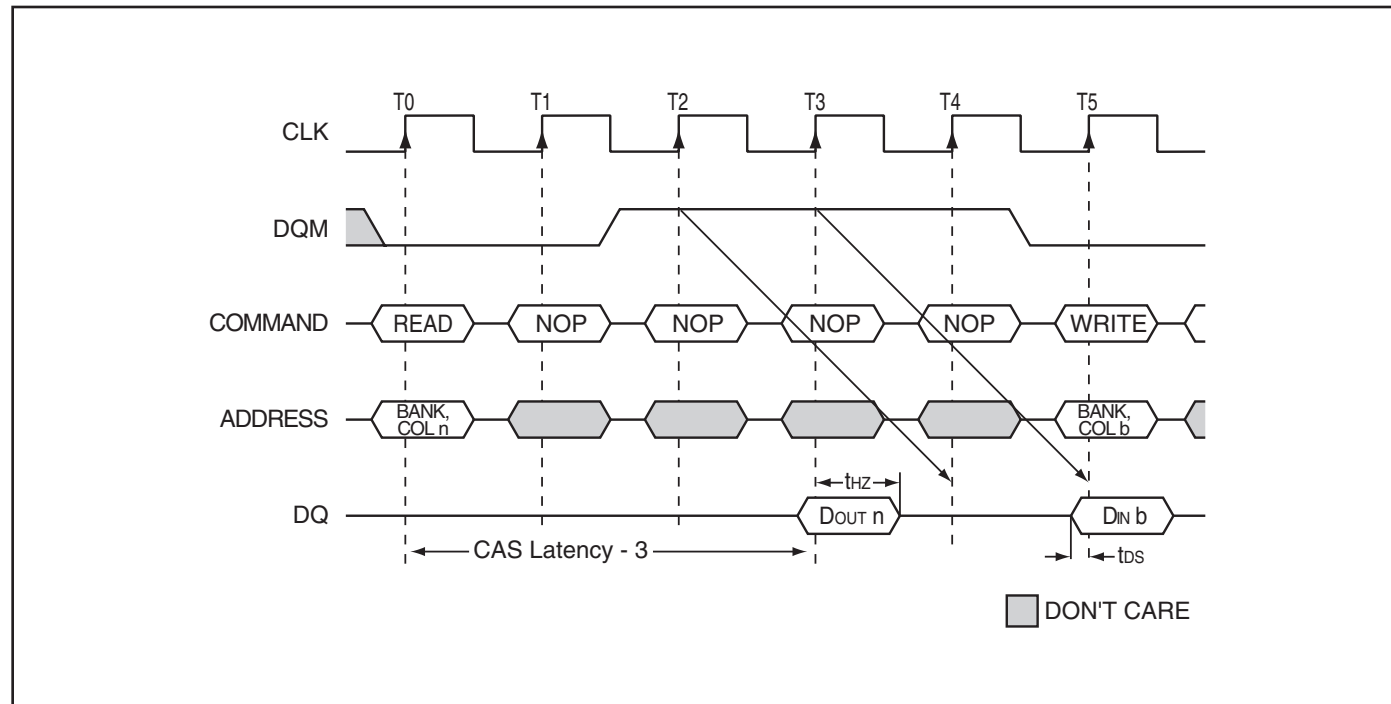 T0 T1 T2 T3 T4 T5
CLK
DQM
COMMAND READ NOP NOP NOP NOP WRITE
ADDRESS BANK, COL n BANK, COL b
tHZ
DQ DOUT n DIN b
CAS Latency - 3 tDS
DON'T CARE